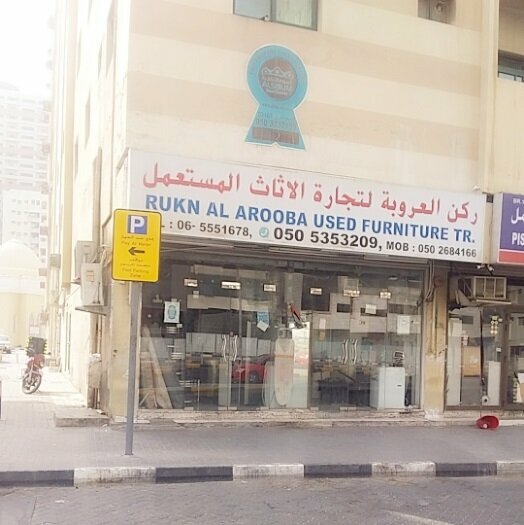 ركن العروبة لتجارة الاثاث المستعمل
RUKN AL AROOBA USED FURNITURE TR.
: 06- 5551678, 050 5353209, MOB : 050 2684166
P
Pay At Meter
Paid Parking
Zone
PIS